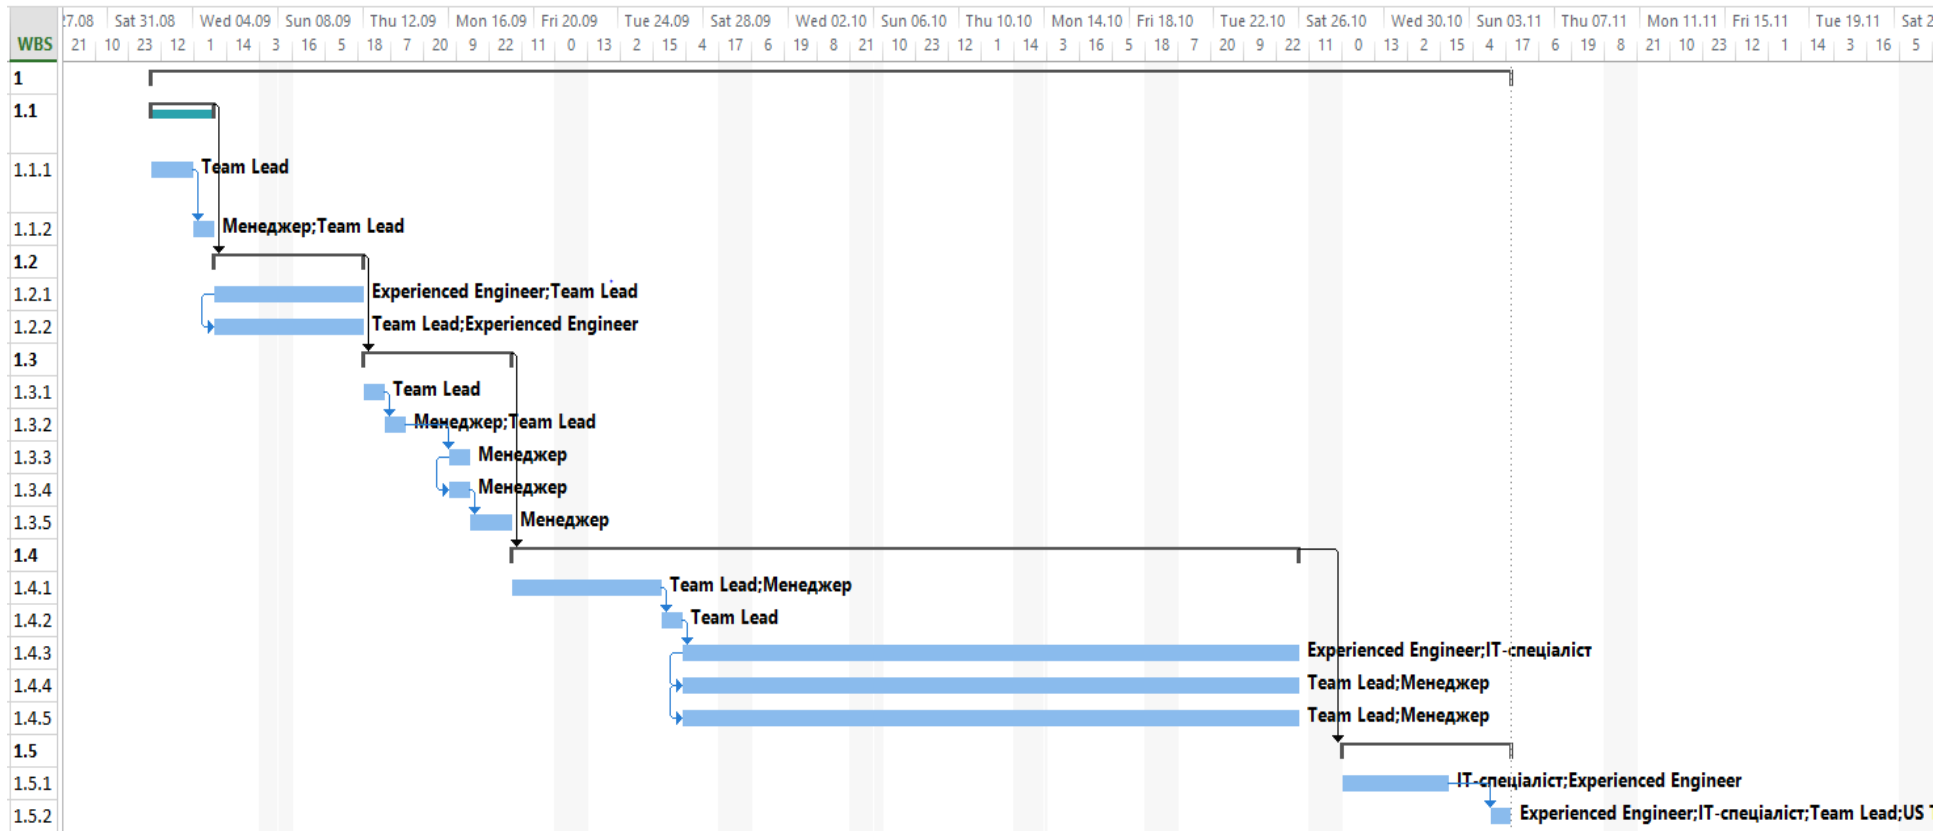 27.08 Sat 31.08 Wed 04.09 Sun 08.09 Thu 12.09 Mon 16.09 Fri 20.09 Tue 24.09 Sat 28.09 Wed 02.10 Sun 06.10 Thu 10.10 Mon 14.10 Fri 18.10 Tue 22.10 Sat 26.10 Wed 30.10 Sun 03.11 Thu 07.11 Mon 11.11 Fri 15.11 Tue 19.11 Sat 2
WBS 21 10 23 12 1 14 3 16 5 18 7 20 9 22 11 0 13 2 15 4 17 6 19 8 21 10 23 12 1 14 3 16 5 18 7 20 9 22 11 0 13 2 15 4 17 6 19 8 21 10 23 12 1 14 3 16 5
1
1.1
1.1.1 Team Lead
1.1.2 Менеджер;Team Lead
1.2
1.2.1 Experienced Engineer;Team Lead
1.2.2 Team Lead;Experienced Engineer
1.3
1.3.1 Team Lead
1.3.2 Менеджер;Team Lead
1.3.3 Менеджер
1.3.4 Менеджер
1.3.5 Менеджер
1.4
1.4.1 Team Lead;Менеджер
1.4.2 Team Lead
1.4.3 Experienced Engineer;ІТ-спеціаліст
1.4.4 Team Lead;Менеджер
1.4.5 Team Lead;Менеджер
1.5
1.5.1 ІТ-спеціаліст;Experienced Engineer
1.5.2 Experienced Engineer;ІТ-спеціаліст;Team Lead;US